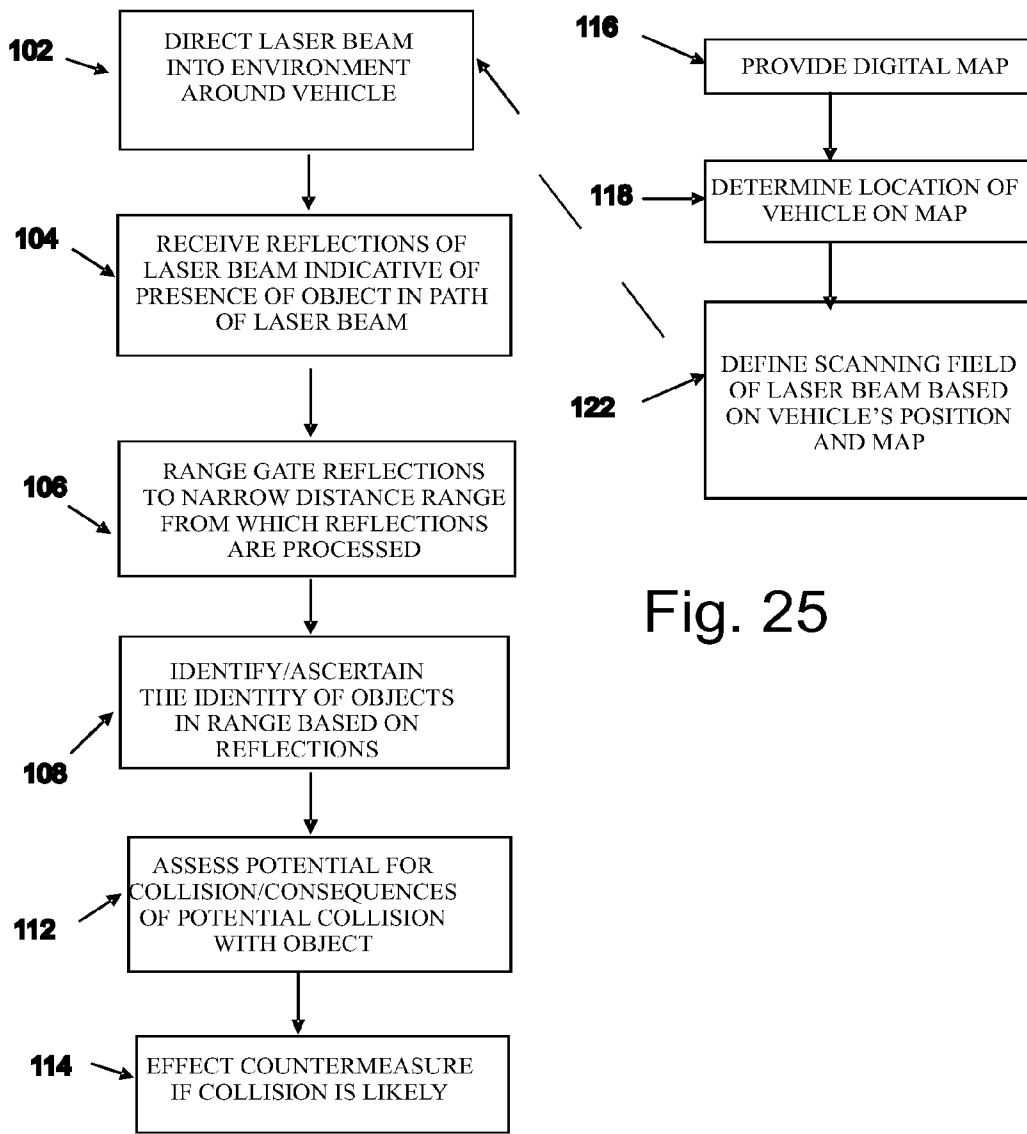 102
DIRECT LASER BEAM
INTO ENVIRONMENT
AROUND VEHICLE
104
RECEIVE REFLECTIONS OF
LASER BEAM INDICATIVE OF
PRESENCE OF OBJECT IN PATH
OF LASER BEAM
106
RANGE GATE REFLECTIONS
TO NARROW DISTANCE RANGE
FROM WHICH REFLECTIONS
ARE PROCESSED
108
IDENTIFY/ASCERTAIN
THE IDENTITY OF OBJECTS
IN RANGE BASED ON
REFLECTIONS
112
ASSESS POTENTIAL FOR
COLLISION/CONSEQUENCES
OF POTENTIAL COLLISION
WITH OBJECT
114
EFFECT COUNTERMEASURE
IF COLLISION IS LIKELY
116
PROVIDE DIGITAL MAP
118
DETERMINE LOCATION OF
VEHICLE ON MAP
122
DEFINE SCANNING FIELD
OF LASER BEAM BASED
ON VEHICLE'S POSITION
AND MAP
Fig. 25